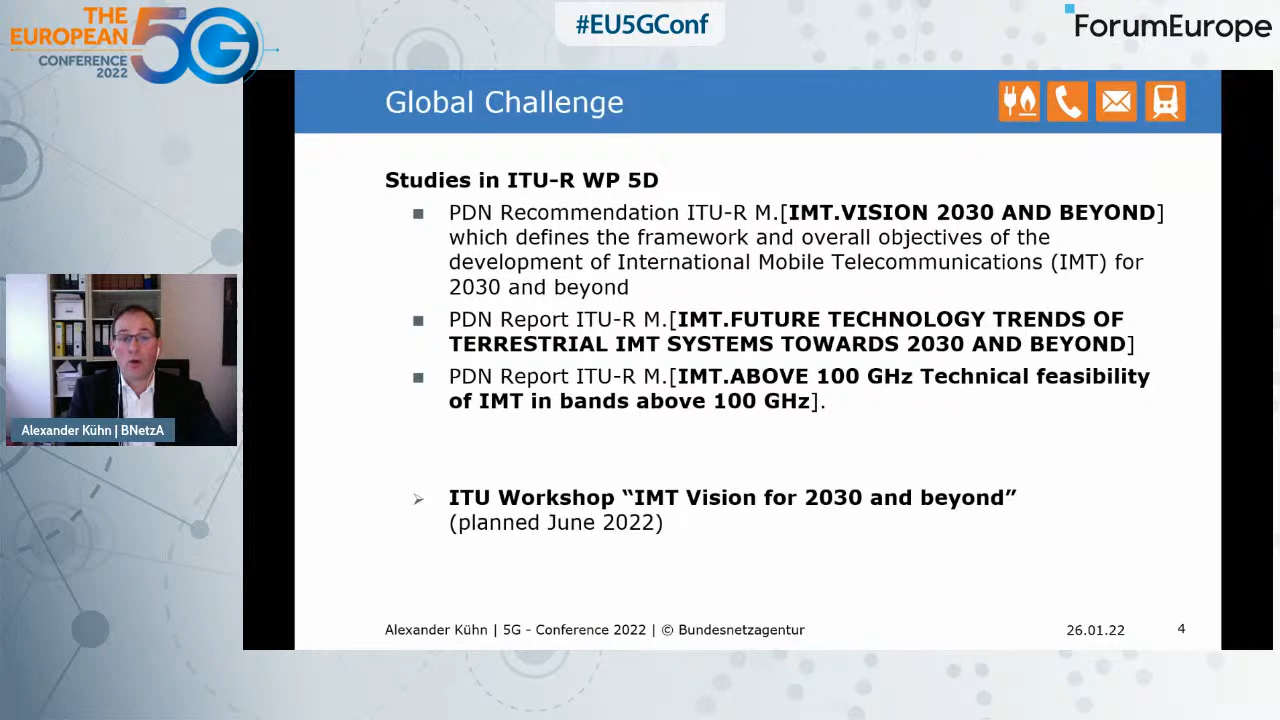 THE
EUROPEAN
5G
CONFERENCE
2022
#EU5GConf
ForumEurope
Global Challenge
Studies in ITU-R WP 5D
PDN Recommendation ITU-R M.[IMT.VISION 2030 AND BEYOND]
which defines the framework and overall objectives of the
development of International Mobile Telecommunications (IMT) for
2030 and beyond
PDN Report ITU-R M.[IMT.FUTURE TECHNOLOGY TRENDS OF
TERRESTRIAL IMT SYSTEMS TOWARDS 2030 AND BEYOND]
PDN Report ITU-R M.[IMT.ABOVE 100 GHz Technical feasibility
of IMT in bands above 100 GHz].
ITU Workshop “IMT Vision for 2030 and beyond”
(planned June 2022)
Alexander Kühn | 5G - Conference 2022 | © Bundesnetzagentur
26.01.22
4
Alexander Kühn | BNetzA